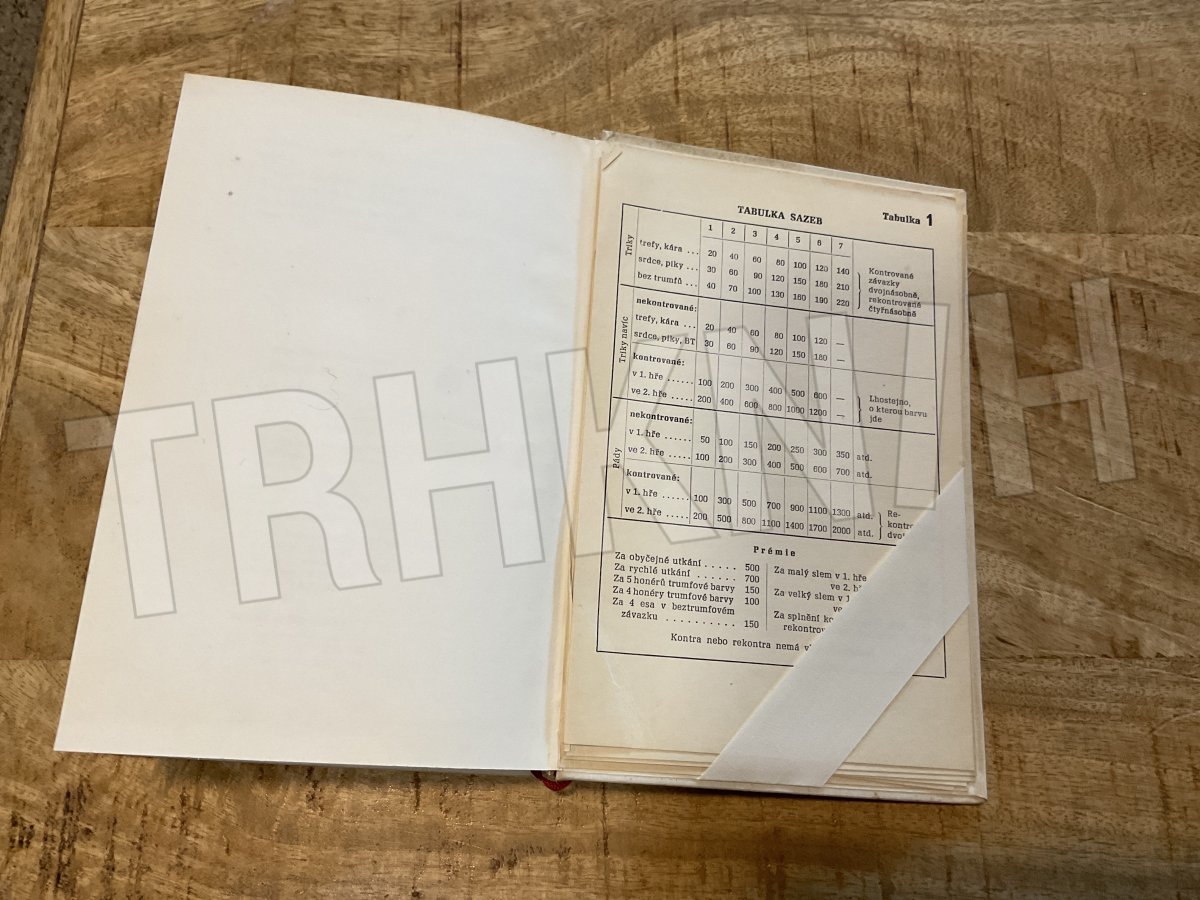 TABULKA SAZEB Tabulka 1
1 2 3 4 5 6 7
Triky
trefy, kára ... 20 40 60 80 100 120 140
srdce, piky ... 30 60 90 120 150 180 210
bez trumfů ... 40 70 100 130 160 190 220
Kontrované
závazky
dvojnásobně,
rekontrované
čtyřnásobně
Triky navíc
nekontrované:
trefy, kára ... 20 40 60 80 100 120 —
srdce, piky, BT 30 60 90 120 150 180 —
kontrované:
v 1. hře ...... 100 200 300 400 500 600 —
ve 2. hře ..... 200 400 600 800 1000 1200 —
Lhostejno,
o kterou barvu
jde
Pády
nekontrované:
v 1. hře ...... 50 100 150 200 250 300 350 atd.
ve 2. hře ..... 100 200 300 400 500 600 700 atd.
kontrované:
v 1. hře ...... 100 300 500 700 900 1100 1300 atd.
ve 2. hře ..... 200 500 800 1100 1400 1700 2000 atd.
Re-
Prémie
Za obyčejné utkání ..... 500
Za rychlé utkání ...... 700
Za 5 honérů trumfové barvy 150
Za 4 honéry trumfové barvy 100
Za 4 esa v beztrumfovém
závazku .......... 150
Za malý slem v 1. hře
ve 2.
Za velký slem v 1
Za splnění
Kontra nebo rekontra nemá
TRHKNIH